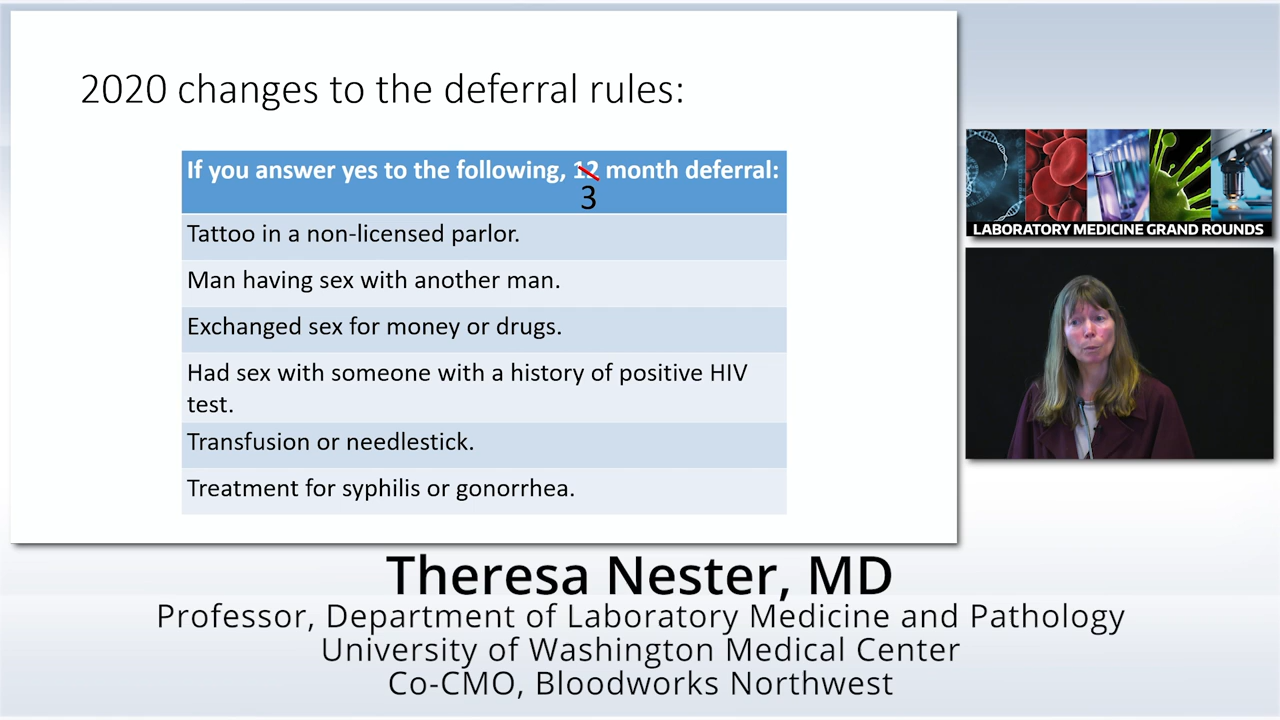 2020 changes to the deferral rules:
If you answer yes to the following, 12 month deferral:
3
Tattoo in a non-licensed parlor.
Man having sex with another man.
Exchanged sex for money or drugs.
Had sex with someone with a history of positive HIV
test.
Transfusion or needlestick.
Treatment for syphilis or gonorrhea.
LABORATORY MEDICINE GRAND ROUNDS
Theresa Nester, MD
Professor, Department of Laboratory Medicine and Pathology
University of Washington Medical Center
Co-CMO, Bloodworks Northwest